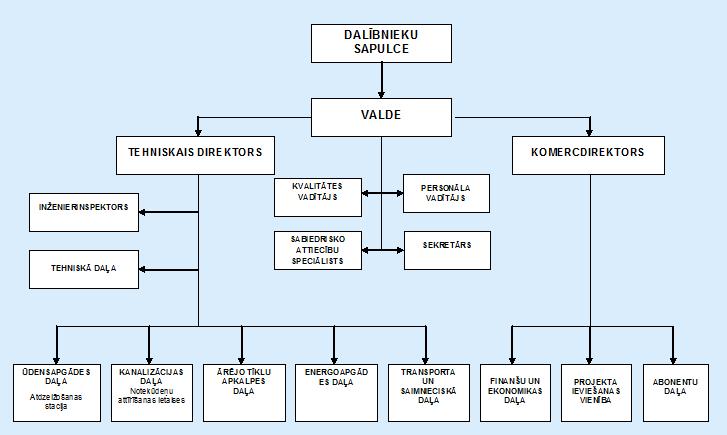 DALĪBNIEKU
SAPULCE
VALDE
TEHNISKAIS DIREKTORS
KOMERCDIREKTORS
KVALITĀTES
VADĪTĀJS
PERSONĀLA
VADĪTĀJS
INŽENIERINSPEKTORS
SABIEDRISKO
ATTIECĪBU
SPECIĀLISTS
SEKRETĀRS
TEHNISKĀ DAĻA
ŪDENSAPGĀDES
DAĻA
Atdzelžošanas
stacija
KANALIZĀCIJAS
DAĻA
Notekūdeņu
attīrīšanas ietaises
ĀRĒJO TĪKLU
APKALPES
DAĻA
ENERGOAPGĀD
ES DAĻA
TRANSPORTA
UN
SAIMNIECISKĀ
DAĻA
FINANŠU UN
EKONOMIKAS
DAĻA
PROJEKTA
IEVIEŠANAS
VIENĪBA
ABONENTU
DAĻA